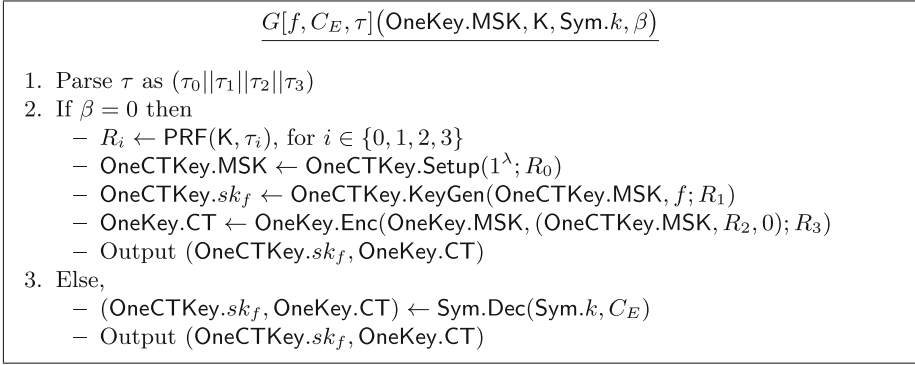 G[f, C_E, τ](OneKey.MSK, K, Sym.k, β)
1. Parse τ as (τ_0||τ_1||τ_2||τ_3)
2. If β = 0 then
– R_i ← PRF(K, τ_i), for i ∈ {0, 1, 2, 3}
– OneCTKey.MSK ← OneCTKey.Setup(1^λ; R_0)
– OneCTKey.sk_f ← OneCTKey.KeyGen(OneCTKey.MSK, f; R_1)
– OneKey.CT ← OneKey.Enc(OneKey.MSK, (OneCTKey.MSK, R_2, 0); R_3)
– Output (OneCTKey.sk_f, OneKey.CT)
3. Else,
– (OneCTKey.sk_f, OneKey.CT) ← Sym.Dec(Sym.k, C_E)
– Output (OneCTKey.sk_f, OneKey.CT)